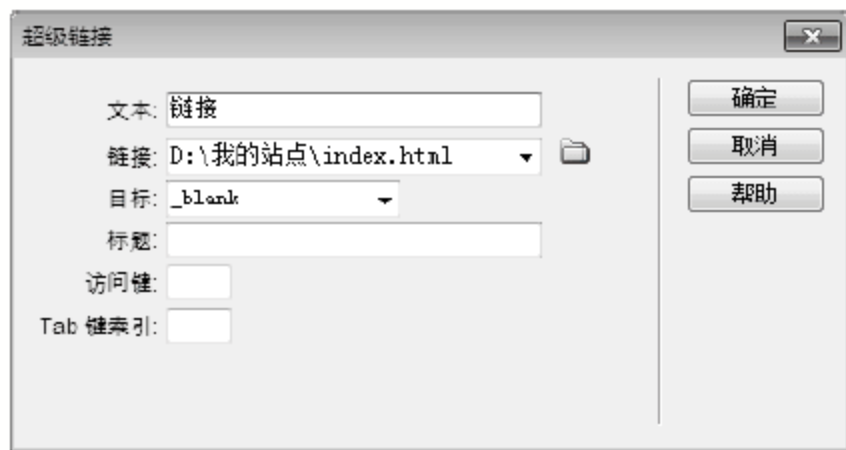 超级链接
文本: 链接
确定
链接: D:\我的站点\index.html
取消
目标: _blank
帮助
标题:
访问键:
Tab 键索引: